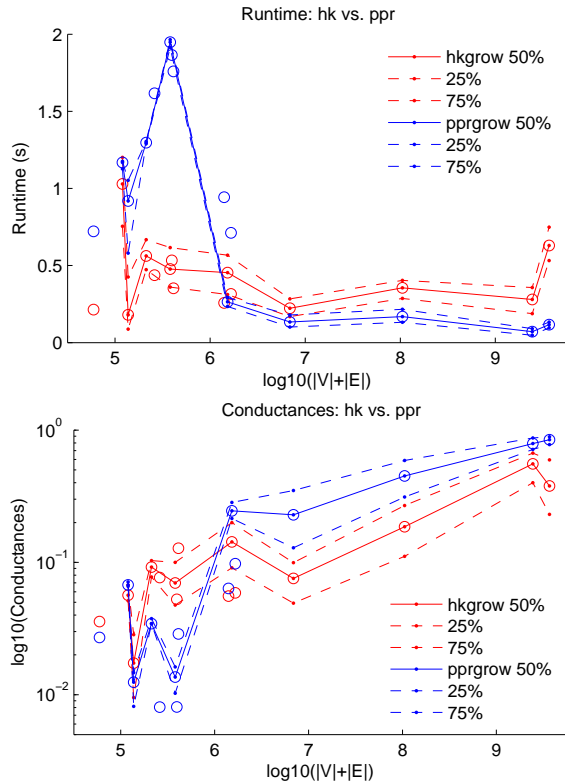 Runtime: hk vs. ppr
hkgrow 50%
25%
75%
pprgrow 50%
25%
75%
2
1.5
1
0.5
0
Runtime (s)
5 6 7 8 9
log10(|V|+|E|)
Conductances: hk vs. ppr
10^0
10^−1
10^−2
log10(Conductances)
hkgrow 50%
25%
75%
pprgrow 50%
25%
75%
5 6 7 8 9
log10(|V|+|E|)